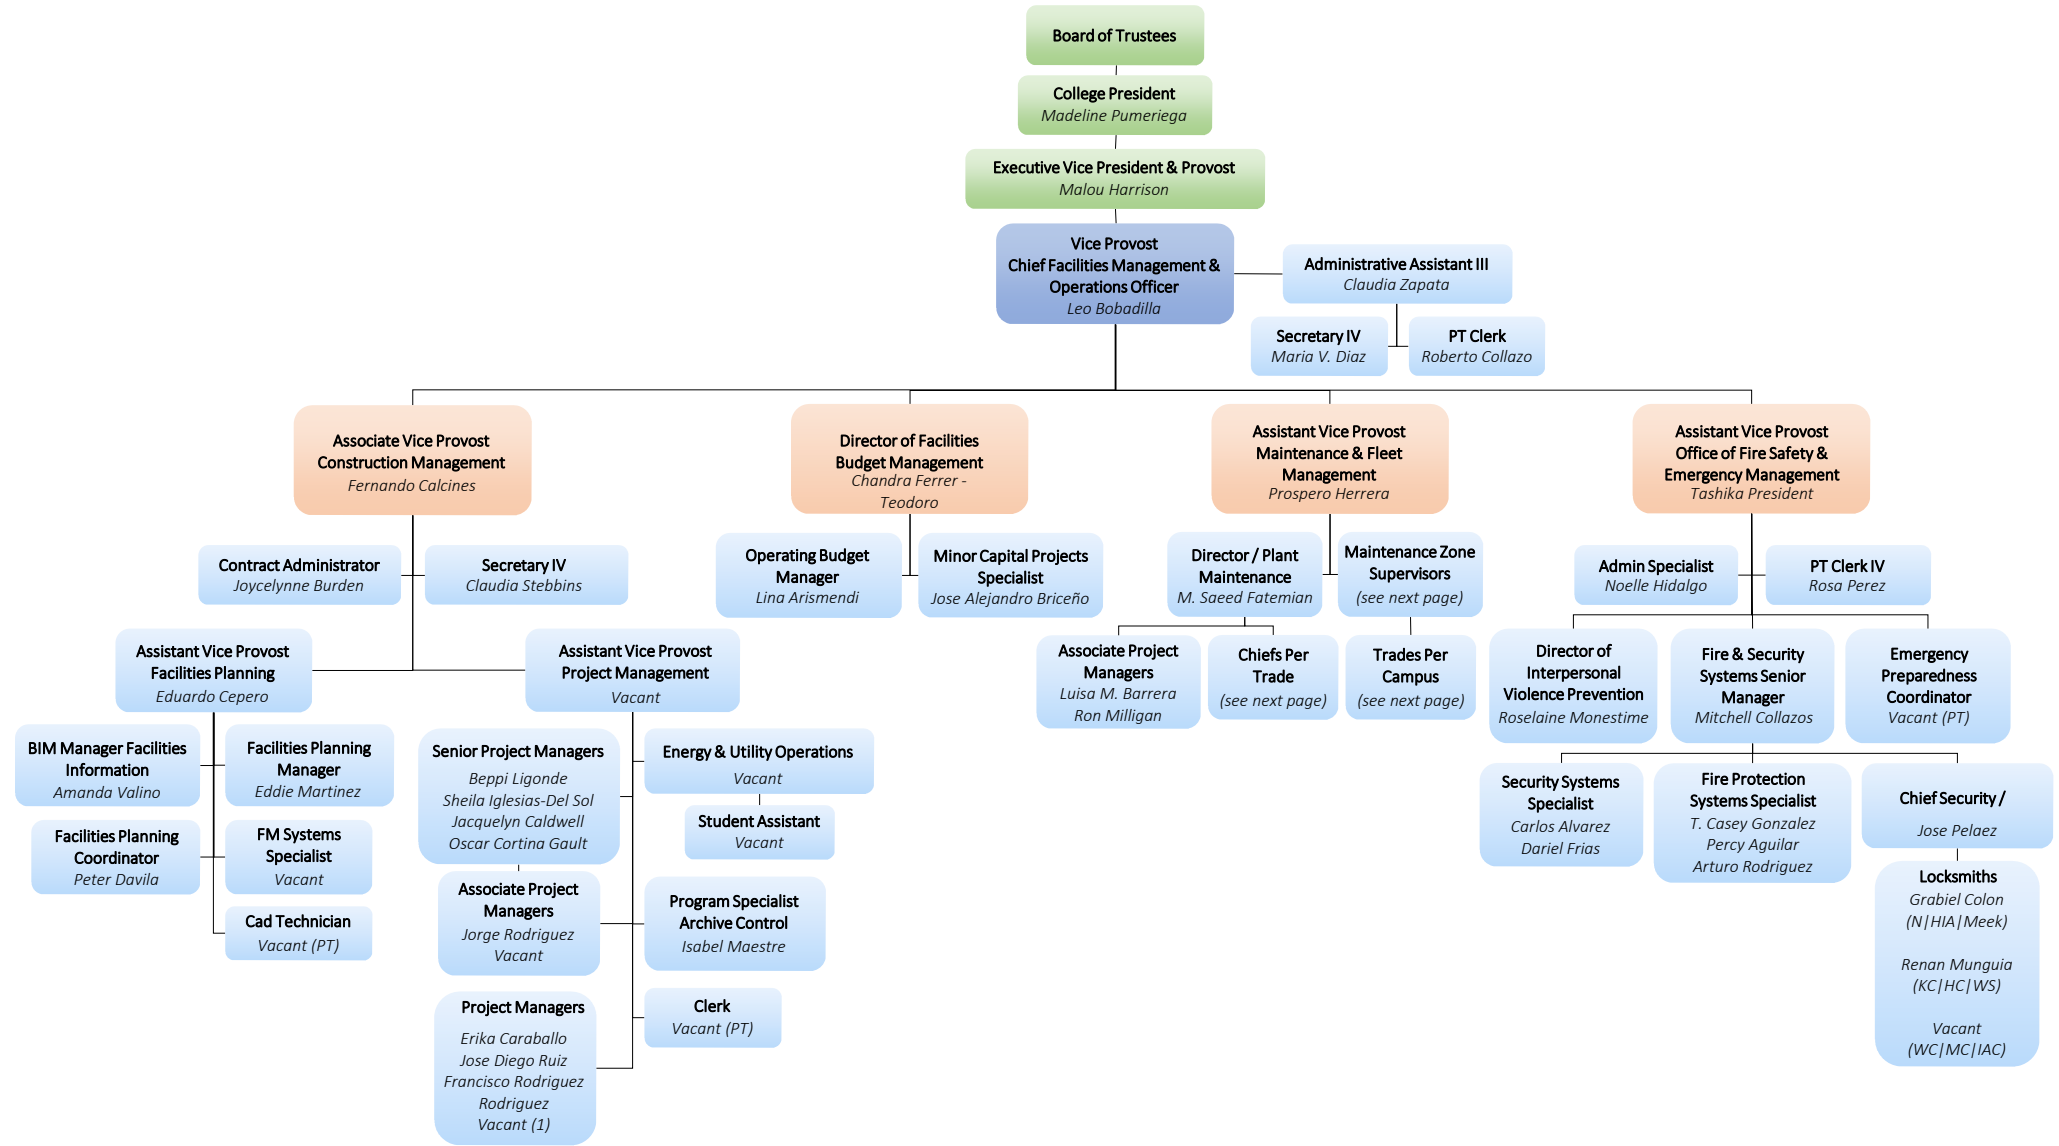 Board of Trustees
College President
Madeline Pumeriega
Executive Vice President & Provost
Malou Harrison
Vice Provost
Chief Facilities Management &
Operations Officer
Leo Bobadilla
Administrative Assistant III
Claudia Zapata
Secretary IV
Maria V. Diaz
PT Clerk
Roberto Collazo
Associate Vice Provost
Construction Management
Fernando Calcines
Director of Facilities
Budget Management
Chandra Ferrer -
Teodoro
Assistant Vice Provost
Maintenance & Fleet
Management
Prospero Herrera
Assistant Vice Provost
Office of Fire Safety &
Emergency Management
Tashika President
Contract Administrator
Joycelynne Burden
Secretary IV
Claudia Stebbins
Operating Budget
Manager
Lina Arismendi
Minor Capital Projects
Specialist
Jose Alejandro Briceño
Director / Plant
Maintenance
M. Saeed Fatemian
Maintenance Zone
Supervisors
(see next page)
Admin Specialist
Noelle Hidalgo
PT Clerk IV
Rosa Perez
Assistant Vice Provost
Facilities Planning
Eduardo Cepero
Assistant Vice Provost
Project Management
Vacant
Associate Project
Managers
Luisa M. Barrera
Ron Milligan
Chiefs Per
Trade
(see next page)
Trades Per
Campus
(see next page)
Director of
Interpersonal
Violence Prevention
Roselaine Monestime
Fire & Security
Systems Senior
Manager
Mitchell Collazos
Emergency
Preparedness
Coordinator
Vacant (PT)
BIM Manager Facilities
Information
Amanda Valino
Facilities Planning
Manager
Eddie Martinez
Facilities Planning
Coordinator
Peter Davila
FM Systems
Specialist
Vacant
Cad Technician
Vacant (PT)
Senior Project Managers
Beppi Ligonde
Sheila Iglesias-Del Sol
Jacquelyn Caldwell
Oscar Cortina Gault
Energy & Utility Operations
Vacant
Student Assistant
Vacant
Associate Project
Managers
Jorge Rodriguez
Vacant
Program Specialist
Archive Control
Isabel Maestre
Project Managers
Erika Caraballo
Jose Diego Ruiz
Francisco Rodriguez
Rodriguez
Vacant (1)
Clerk
Vacant (PT)
Security Systems
Specialist
Carlos Alvarez
Dariel Frias
Fire Protection
Systems Specialist
T. Casey Gonzalez
Percy Aguilar
Arturo Rodriguez
Chief Security /
Jose Pelaez
Locksmiths
Grabiel Colon
(N|HIA|Meek)
Renan Munguia
(KC|HC|WS)
Vacant
(WC|MC|IAC)